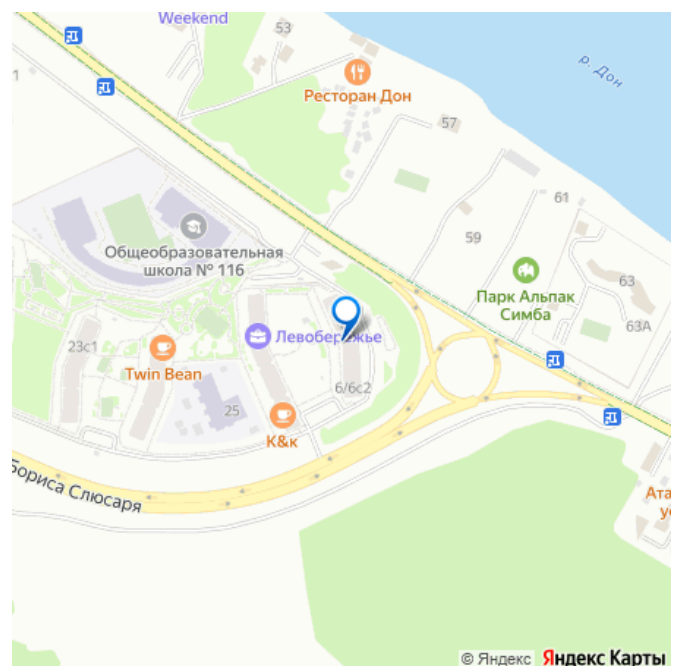 Weekend
53
р. Дон
Ресторан Дон
57
61
59
Общеобразовательная
школа № 116
63
Парк Альпак
Симба
63А
Левобережье
23с1
Twin Bean
6/6с2
25
К&к
Бориса Слюсаря
Ата
у
© Яндекс Яндекс Карты